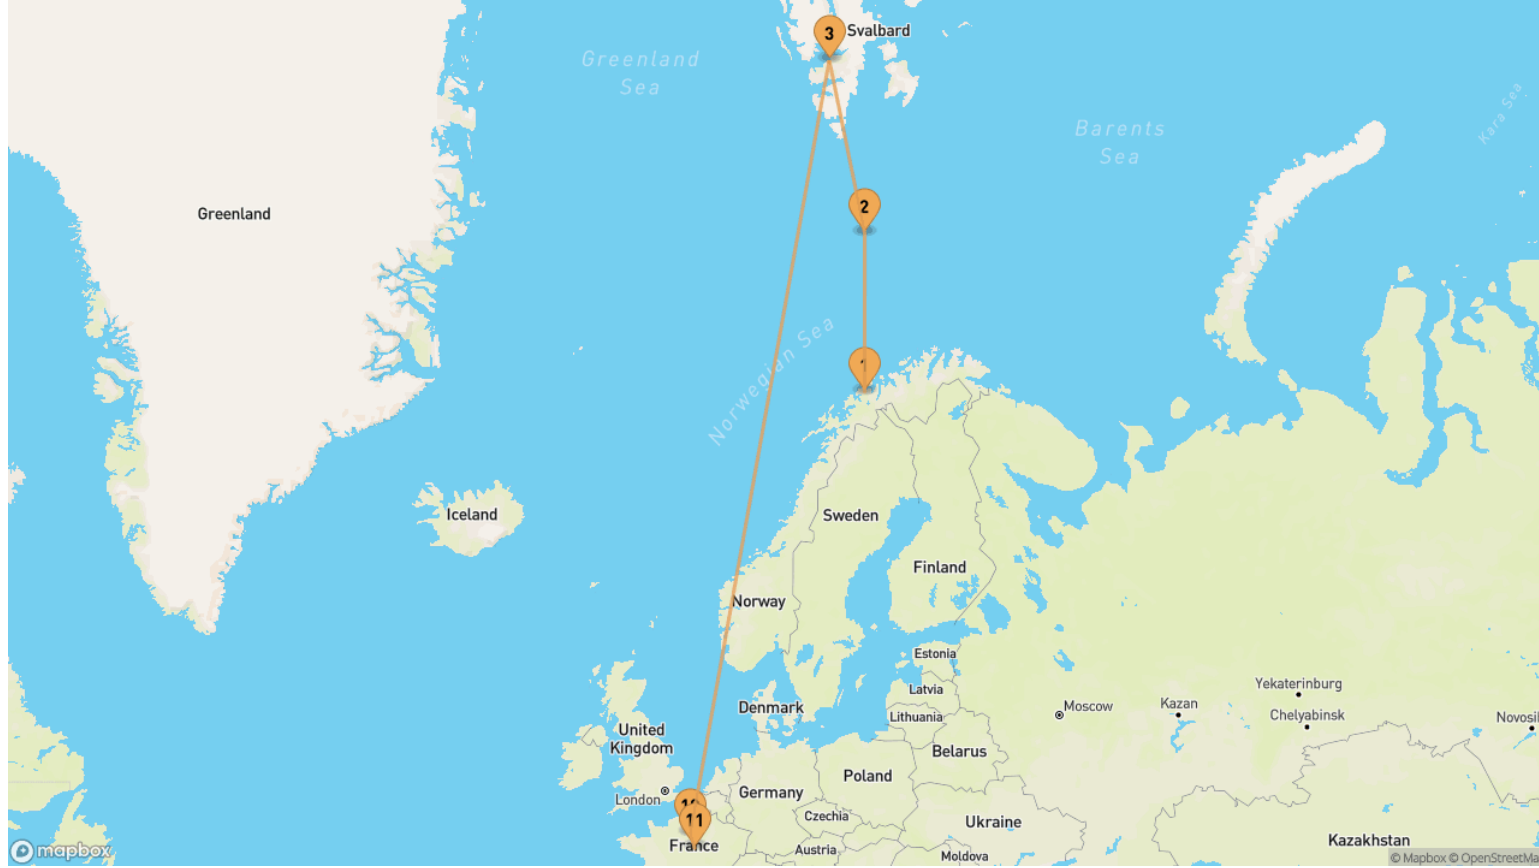 3
Svalbard
Greenland
Sea
Kara Sea
Barents
Sea
2
Greenland
Norwegian Sea
1
Iceland
Sweden
Finland
Norway
Estonia
Yekaterinburg
Latvia
Denmark
Moscow
Kazan
Chelyabinsk
Lithuania
Novosi
United
Kingdom
Belarus
Poland
Germany
London
10
Czechia
11
Ukraine
France
Kazakhstan
Austria
Moldova
mapbox
© Mapbox © OpenStreetMa